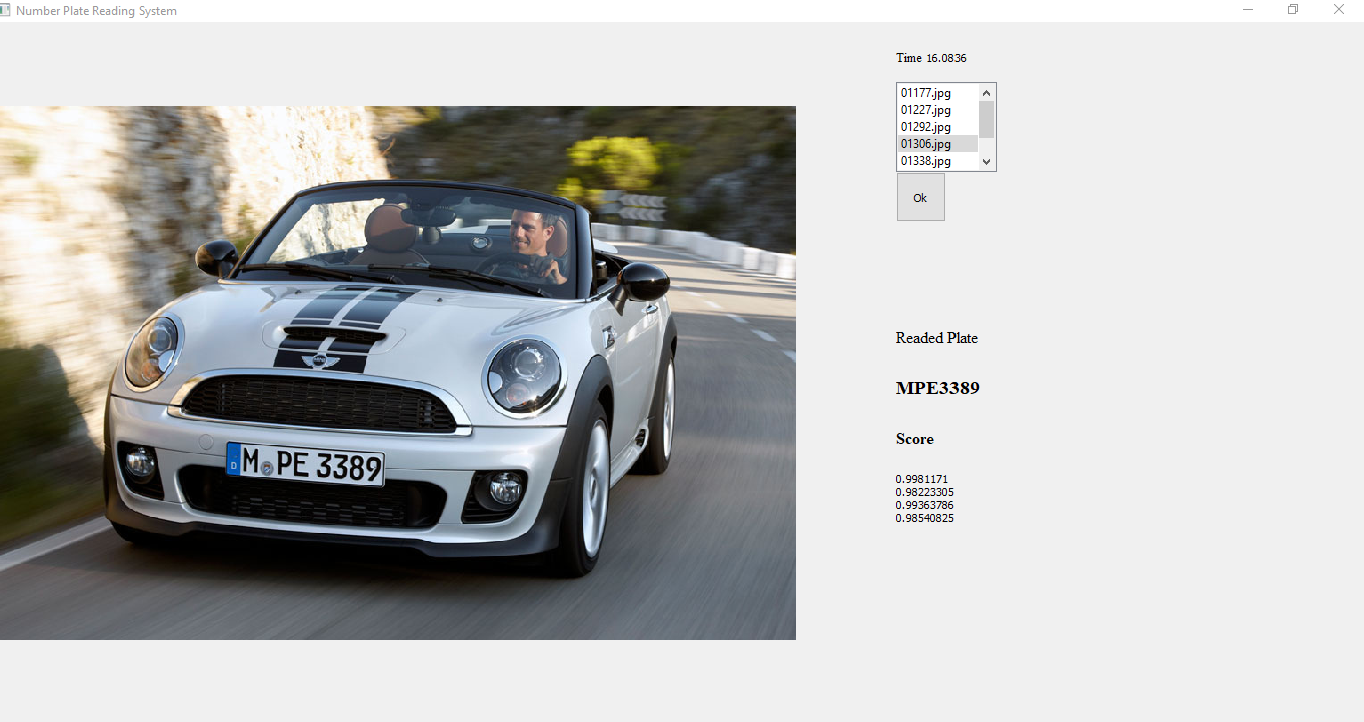 Number Plate Reading System
Time 16.0836
01177.jpg
01227.jpg
01292.jpg
01306.jpg
01338.jpg
Ok
Readed Plate
MPE3389
Score
0.9981171
0.98223305
0.99363786
0.98540825
MINI
D M PE 3389